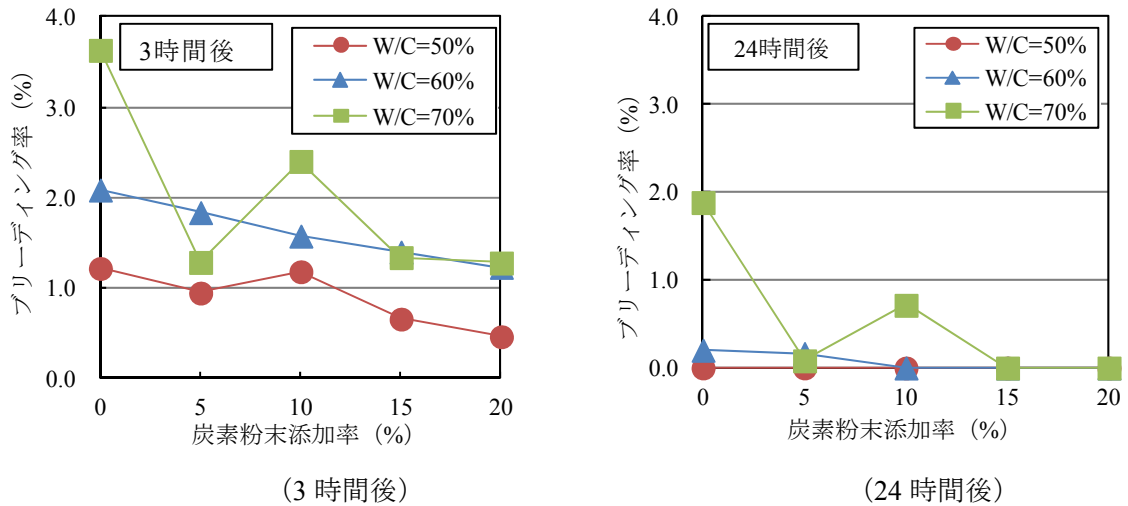 ブリーディング率（%）
4.0
3.0
2.0
1.0
0.0
3時間後
W/C=50%
W/C=60%
W/C=70%
0 5 10 15 20
炭素粉末添加率（%）
（3 時間後）
ブリーディング率（%）
4.0
3.0
2.0
1.0
0.0
24時間後
W/C=50%
W/C=60%
W/C=70%
0 5 10 15 20
炭素粉末添加率（%）
（24 時間後）